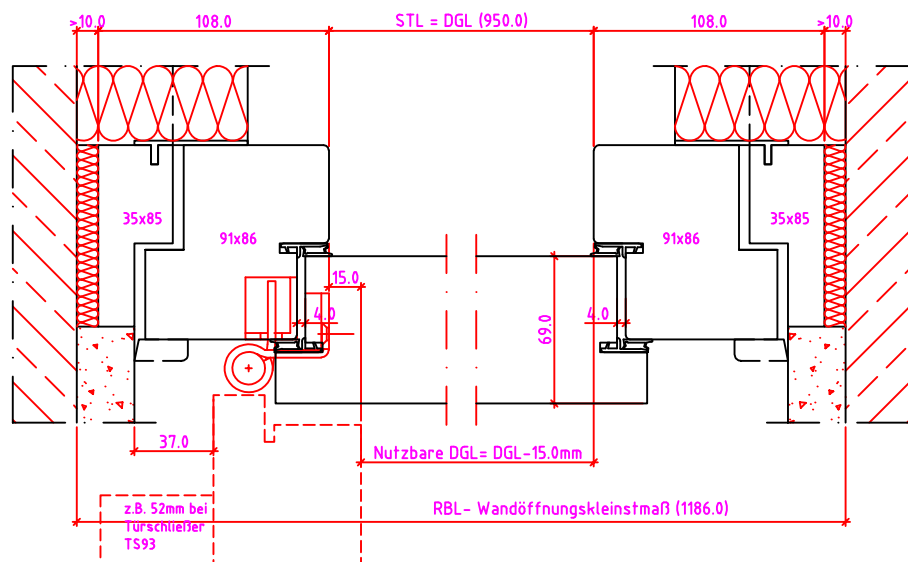 >10.0
108.0
STL = DGL (950.0)
108.0
>10.0
35x85
91x86
91x86
35x85
15.0
4.0
4.0
69.0
37.0
Nutzbare DGL= DGL-15.0mm
RBL- Wandöffnungskleinstmaß (1186.0)
z.B. 52mm bei
Türschließer
TS93